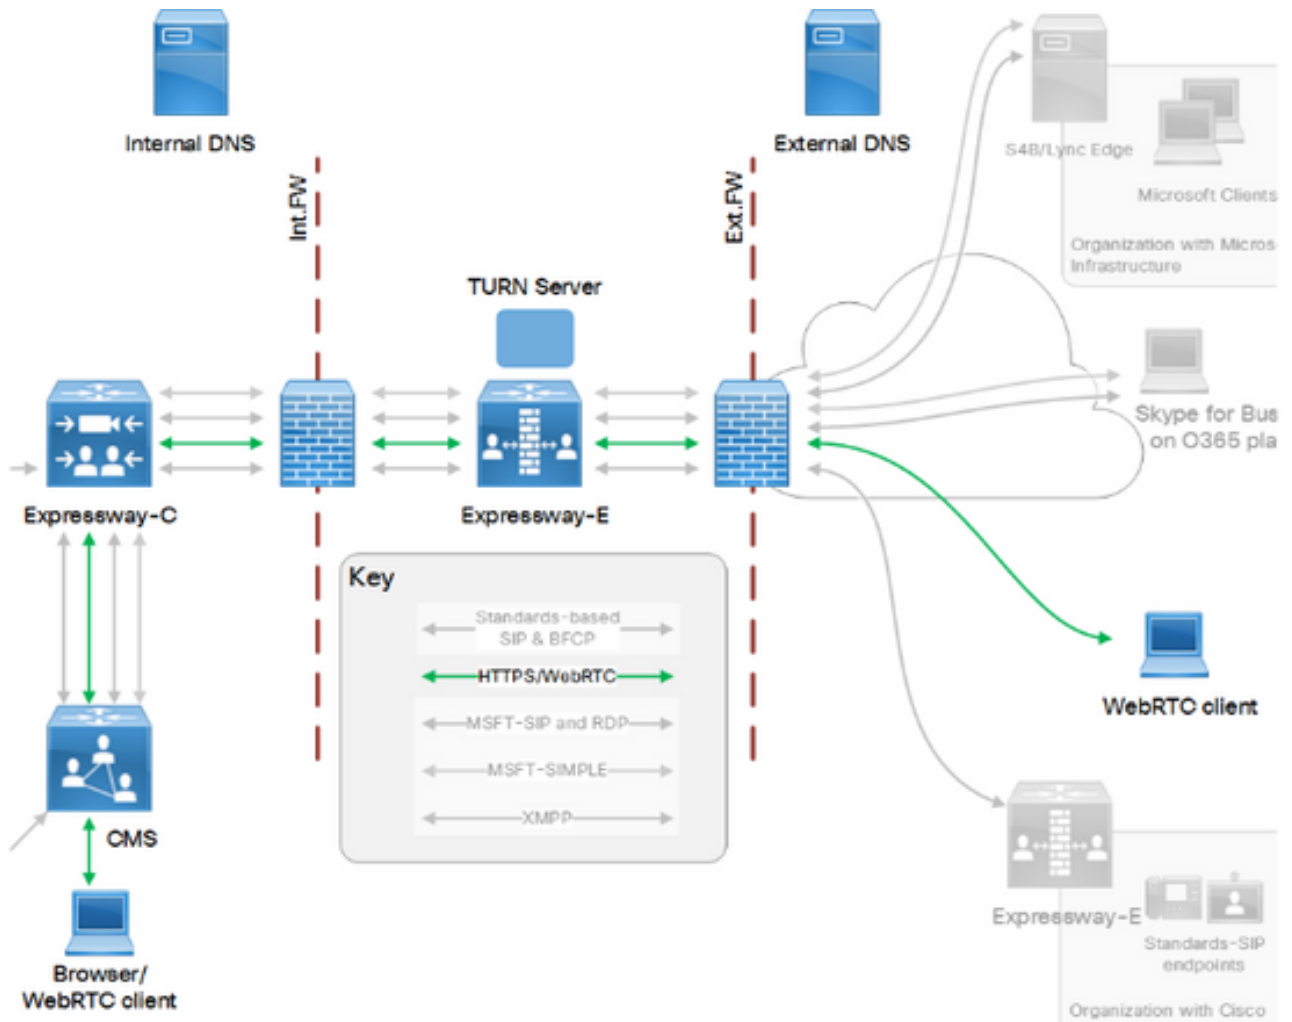 Internal DNS
External DNS
S4B/Lync Edge
Microsoft Clients
Organization with Micros
Infrastructure
Int.FW
Ext.FW
TURN Server
Skype for Bus
on O365 pla
Expressway-C
Expressway-E
Key
Standards-based
SIP & BFCP
HTTPS/WebRTC
MSFT-SIP and RDP
MSFT-SIMPLE
XMPP
WebRTC client
CMS
Expressway-E
Standards-SIP
endpoints
Browser/
WebRTC client
Organization with Cisco